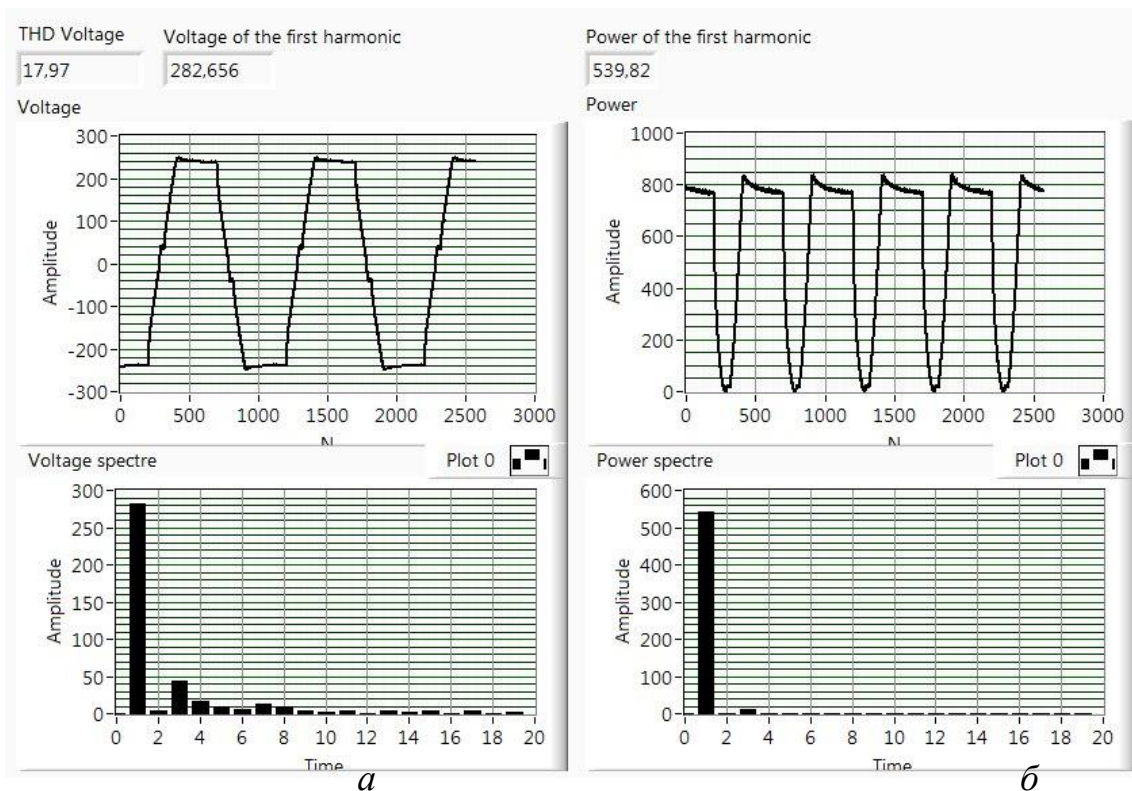 THD Voltage
Voltage of the first harmonic
17,97
282,656
Voltage
300
200
100
0
-100
-200
-300
Amplitude
0 500 1000 1500 2000 2500 3000
N
Power of the first harmonic
539,82
Power
1000
800
600
400
200
0
Amplitude
0 500 1000 1500 2000 2500 3000
N
Voltage spectre
Plot 0
300
250
200
150
100
50
0
Amplitude
0 2 4 6 8 10 12 14 16 18 20
Time
а
Power spectre
Plot 0
600
500
400
300
200
100
0
Amplitude
0 2 4 6 8 10 12 14 16 18 20
Time
б